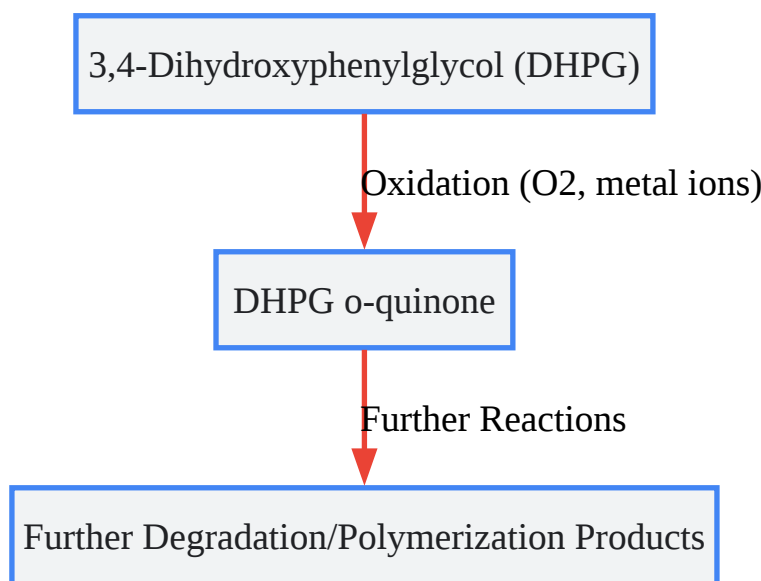 3,4-Dihydroxyphenylglycol (DHPG)
Oxidation (O2, metal ions)
DHPG o-quinone
Further Reactions
Further Degradation/Polymerization Products